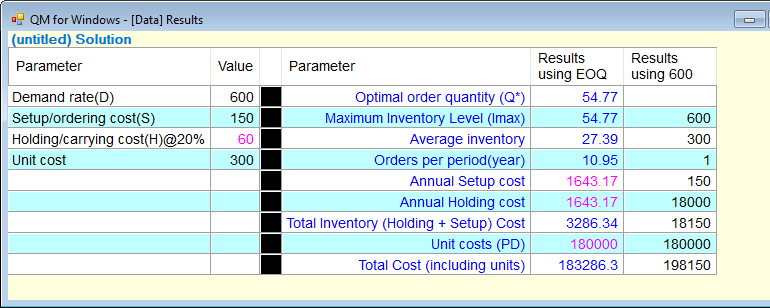 QM for Windows - [Data] Results
(untitled) Solution
Parameter Value Parameter Results using EOQ Results using 600
Demand rate(D) 600 Optimal order quantity (Q*) 54.77
Setup/ordering cost(S) 150 Maximum Inventory Level (Imax) 54.77 600
Holding/carrying cost(H)@20% 60 Average inventory 27.39 300
Unit cost 300 Orders per period(year) 10.95 1
Annual Setup cost 1643.17 150
Annual Holding cost 1643.17 18000
Total Inventory (Holding + Setup) Cost 3286.34 18150
Unit costs (PD) 180000 180000
Total Cost (including units) 183286.3 198150